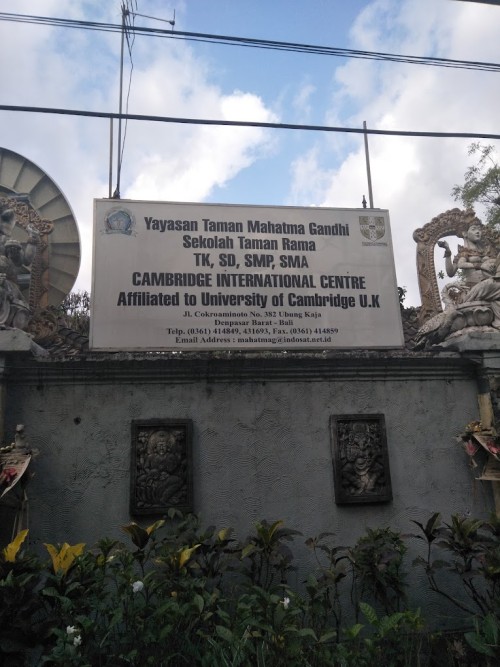 Yayasan Taman Mahatma Gandhi
Sekolah Taman Rama
TK, SD, SMP, SMA
CAMBRIDGE INTERNATIONAL CENTRE
Affiliated to University of Cambridge U.K
Jl. Cokroaminoto No. 382 Ubung Kaja
Denpasar Barat - Bali
Telp. (0361) 414849, 431693, Fax. (0361) 414859
Email Address : mahatmag@indosat.net.id